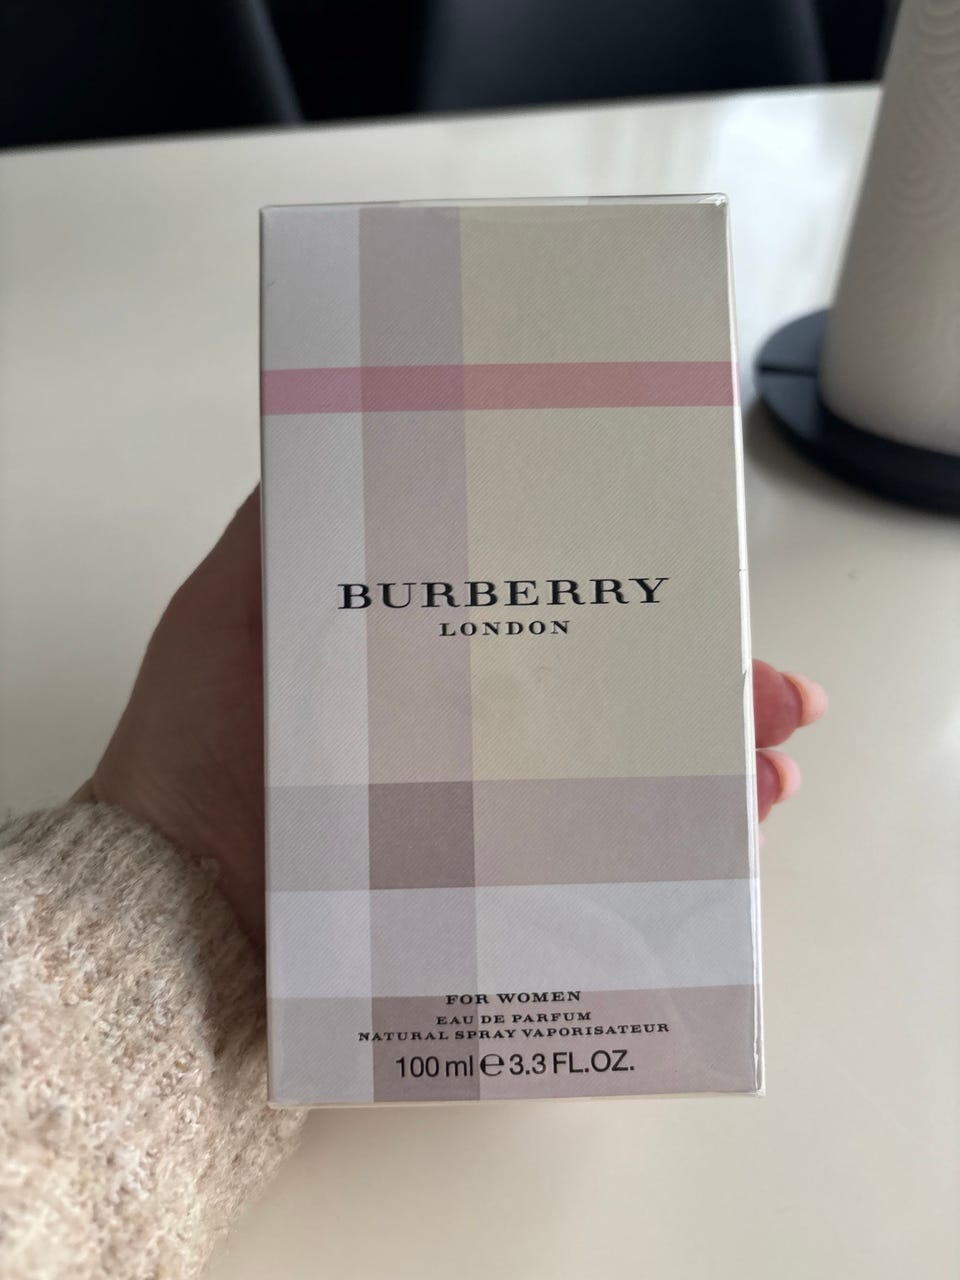 BURBERRY
LONDON
FOR WOMEN
EAU DE PARFUM
NATURAL SPRAY VAPORISATEUR
100 ml ℮ 3.3 FL.OZ.